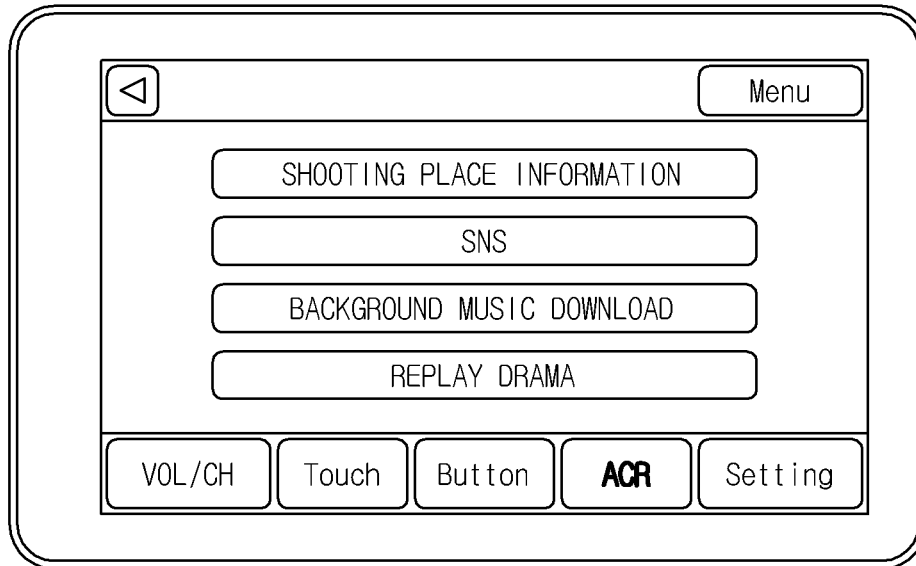 Menu
SHOOTING PLACE INFORMATION
SNS
BACKGROUND MUSIC DOWNLOAD
REPLAY DRAMA
VOL/CH Touch Button ACR Setting